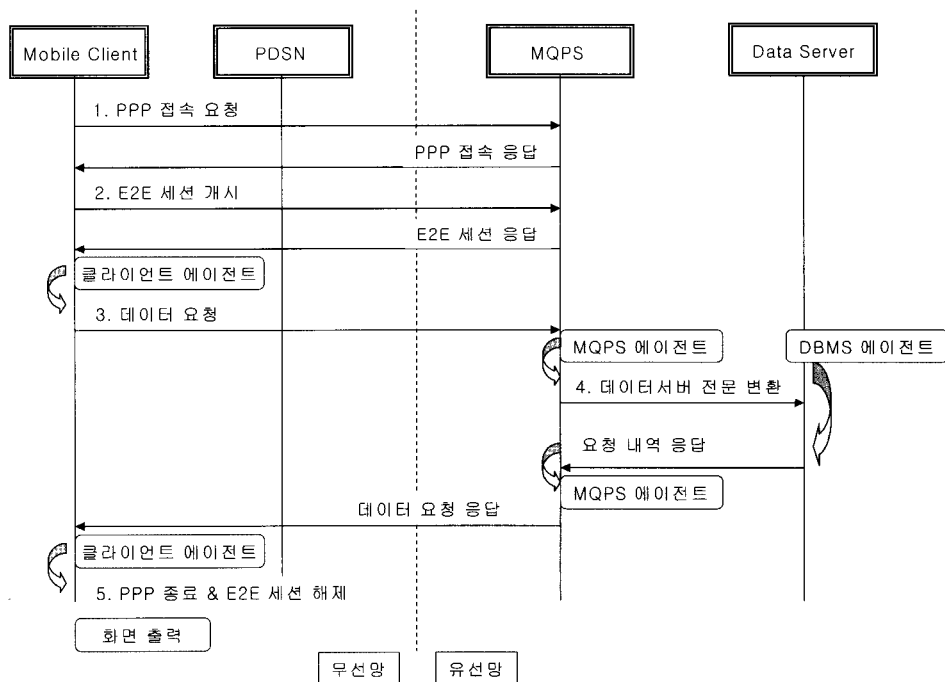 Mobile Client
PDSN
MQPS
Data Server
1. PPP 접속 요청
PPP 접속 응답
2. E2E 세션 개시
E2E 세션 응답
클라이언트 에이전트
3. 데이터 요청
MQPS 에이전트
DBMS 에이전트
4. 데이터서버 전문 변환
요청 내역 응답
MQPS 에이전트
데이터 요청 응답
클라이언트 에이전트
5. PPP 종료 & E2E 세션 해제
화면 출력
무선망
유선망